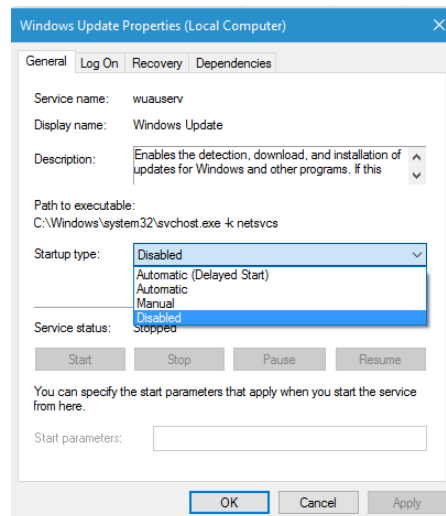 Windows Update Properties (Local Computer)
General Log On Recovery Dependencies
Service name: wuauserv
Display name: Windows Update
Description: Enables the detection, download, and installation of
updates for Windows and other programs. If this
Path to executable:
C:\Windows\system32\svchost.exe -k netsvcs
Startup type: Disabled
Automatic (Delayed Start)
Automatic
Manual
Disabled
Service status: Stopped
Start Stop Pause Resume
You can specify the start parameters that apply when you start the service
from here.
Start parameters:
OK Cancel Apply